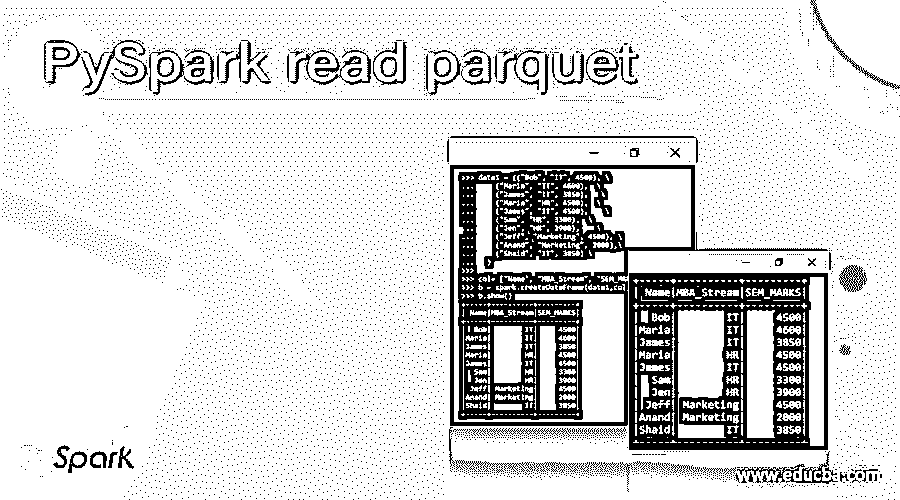 PySpark read parquet
>>> data1 = [("Bob", "IT", 4500), \
("Maria", "IT", 4600), \
("James", "IT", 3850), \
("Maria", "HR", 4500), \
("James", "IT", 4500), \
("Sam", "HR", 3300), \
("Jen", "HR", 3900), \
("Jeff", "Marketing", 4500), \
("Anand", "Marketing", 2000), \
("Shaid", "IT", 3850) \
>>> col= ["Name", "MBA_Stream",
>>> b = spark.createDataFrame(data1,col
>>> b.show()
| Name|MBA_Stream|SEM_MARKS|
| Bob| IT| 4500|
|Maria| IT| 4600|
|James| IT| 3850|
|Maria| HR| 4500|
|James| IT| 4500|
| Sam| HR| 3300|
| Jen| HR| 3900|
| Jeff| Marketing| 4500|
|Anand| Marketing| 2000|
|Shaid| IT| 3850|
| Name|MBA_Stream|SEM_MARKS|
| Bob| IT| 4500|
|Maria| IT| 4600|
|James| IT| 3850|
|Maria| HR| 4500|
|James| IT| 4500|
| Sam| HR| 3300|
| Jen| HR| 3900|
| Jeff| Marketing| 4500|
|Anand| Marketing| 2000|
|Shaid| IT| 3850|
Spark
www.educba.com